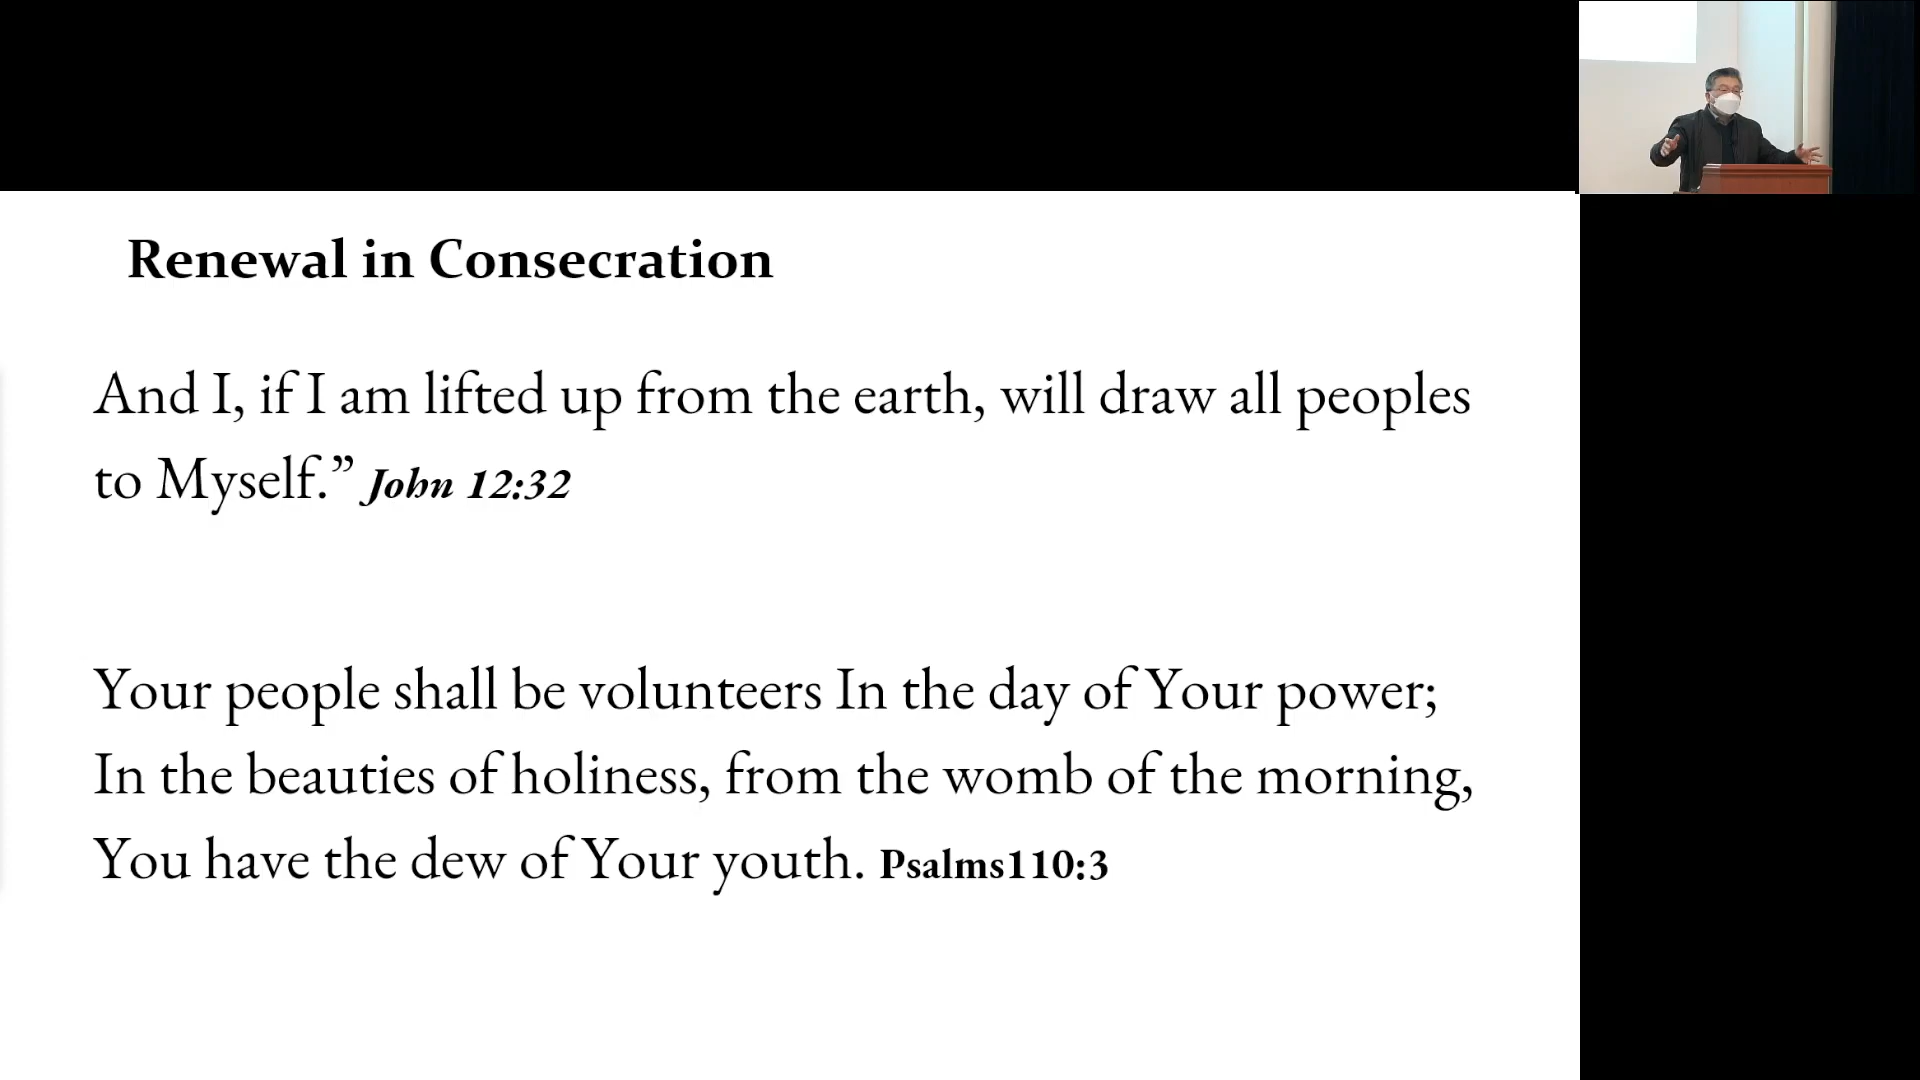 Renewal in Consecration
And I, if I am lifted up from the earth, will draw all peoples
to Myself.” John 12:32
Your people shall be volunteers In the day of Your power;
In the beauties of holiness, from the womb of the morning,
You have the dew of Your youth. Psalms110:3